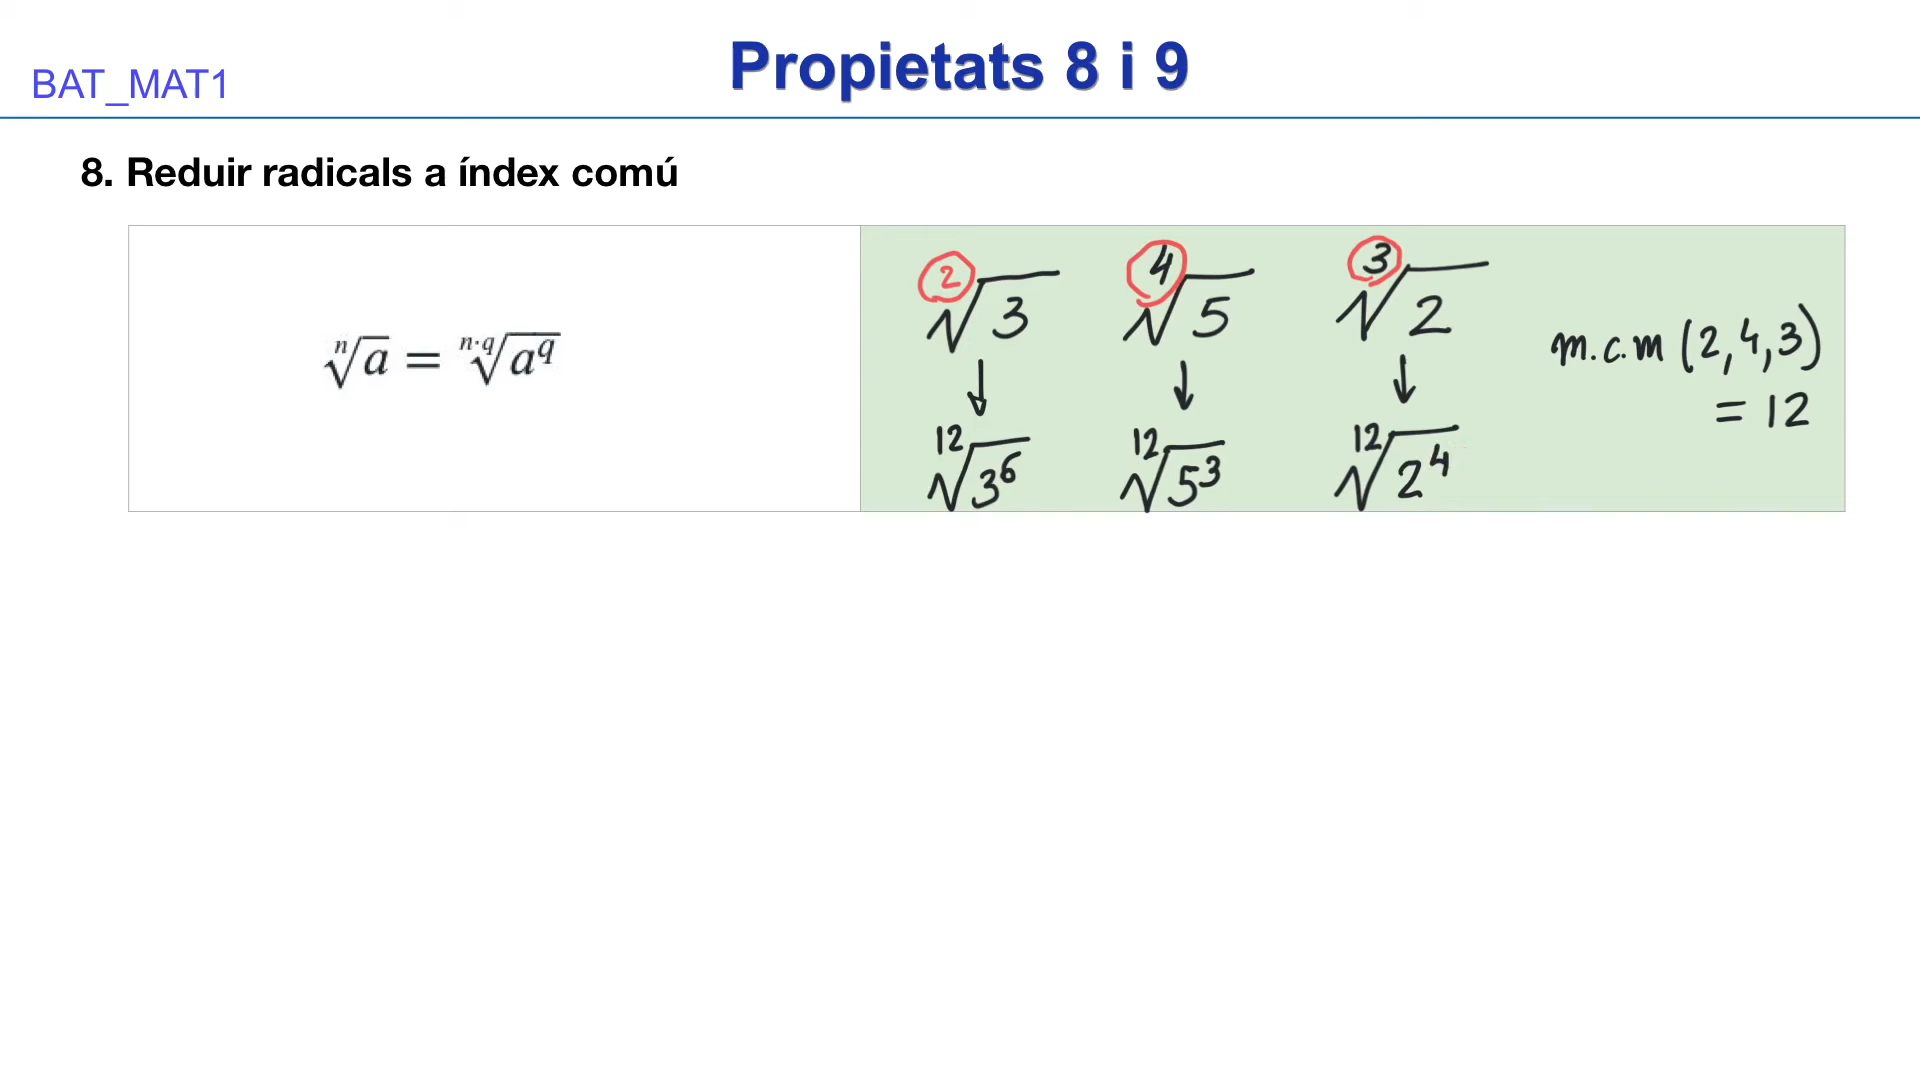 BAT_MAT1
Propietats 8 i 9
8. Reduir radicals a índex comú
ⁿ√a = ⁿ·q√a^q
²√3 ⁴√5 ³√2
m.c.m (2,4,3)
= 12
↓ ↓ ↓
¹²√3⁶ ¹²√5³ ¹²√2⁴